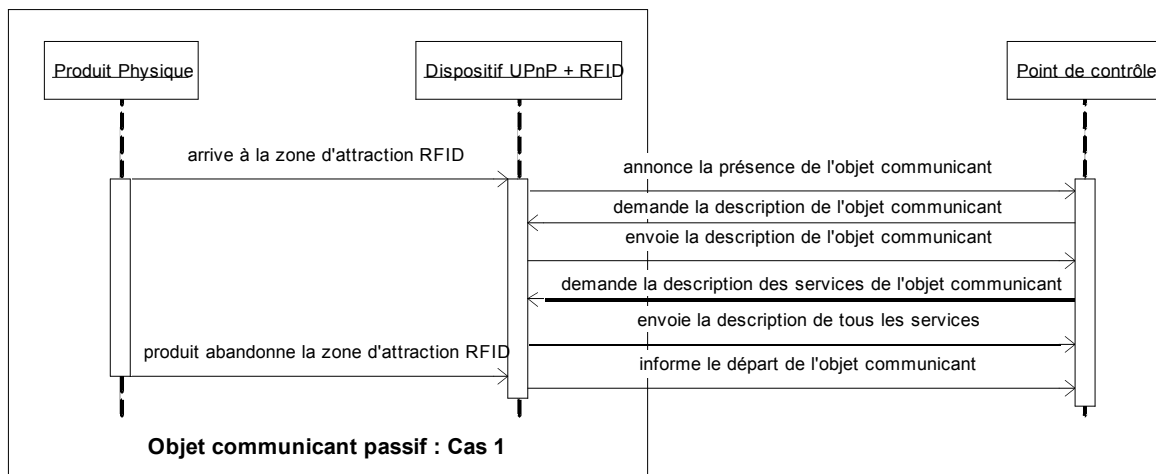 Produit Physique
Dispositif UPnP + RFID
Point de contrôle
arrive à la zone d'attraction RFID
annonce la présence de l'objet communicant
demande la description de l'objet communicant
envoie la description de l'objet communicant
demande la description des services de l'objet communicant
envoie la description de tous les services
produit abandonne la zone d'attraction RFID
informe le départ de l'objet communicant
Objet communicant passif : Cas 1